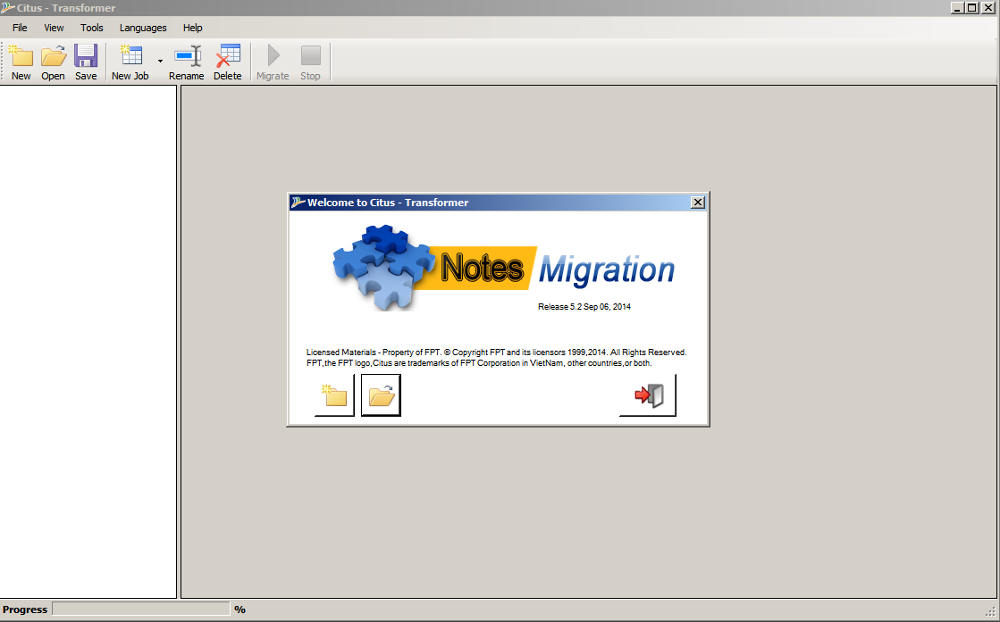 Citus - Transformer
File View Tools Languages Help
New Open Save New Job Rename Delete Migrate Stop
Welcome to Citus - Transformer
Notes Migration
Release 5.2 Sep 06, 2014
Licensed Materials - Property of FPT. © Copyright FPT and its licensors 1999,2014. All Rights Reserved.
FPT,the FPT logo,Citus are trademarks of FPT Corporation in VietNam, other countries,or both.
Progress %